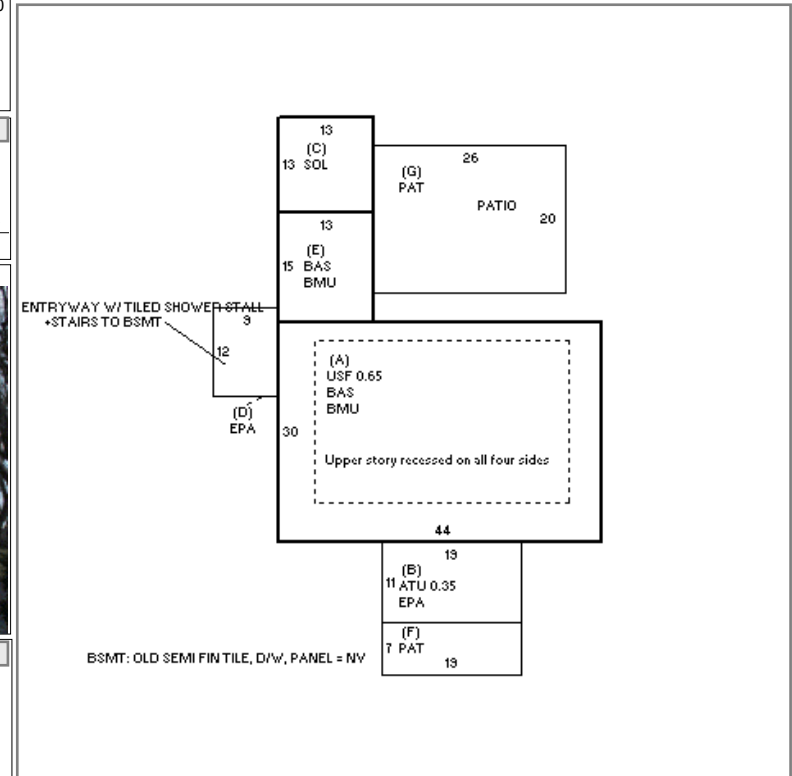 13
(C)
13 SOL
26
(G)
PAT
PATIO
20
13
(E)
15 BAS
BMU
ENTRYWAY W/ TILED SHOWER STALL
+STAIRS TO BSMT
9
12
(D)
EPA
(A)
USF 0.65
BAS
BMU
30
Upper story recessed on all four sides
44
19
(B)
11 ATU 0.35
EPA
(F)
7 PAT
19
BSMT: OLD SEMI FIN TILE, D/W, PANEL = NV